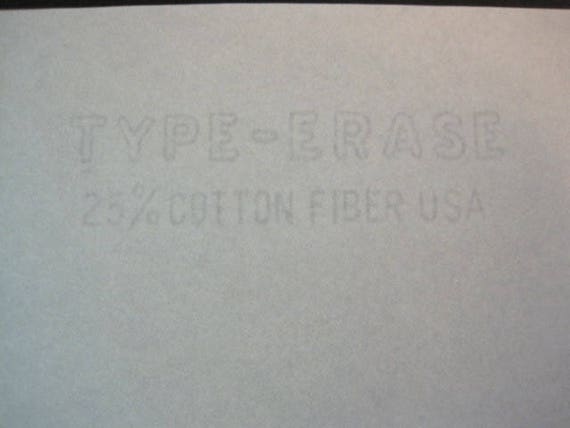 TYPE-ERASE
25% COTTON FIBER USA